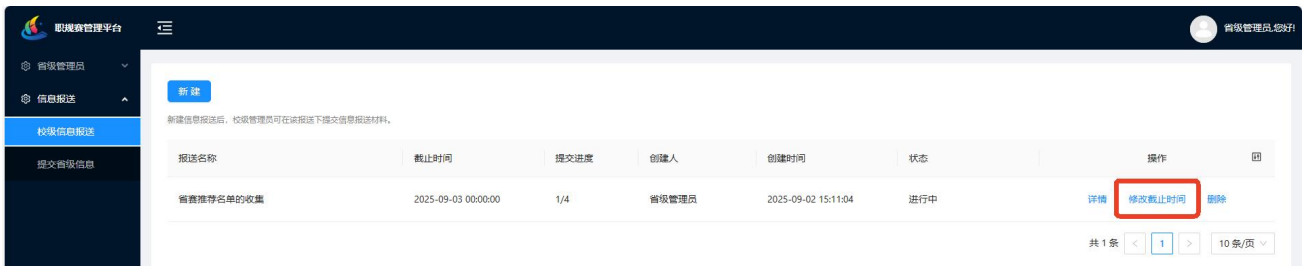 职规赛管理平台
省级管理员,您好!
省级管理员
信息报送
校级信息报送
提交省级信息
新 建
新建信息报送后，校级管理员可在该报送下提交信息报送材料。
报送名称 截止时间 提交进度 创建人 创建时间 状态 操作
省赛推荐名单的收集 2025-09-03 00:00:00 1/4 省级管理员 2025-09-02 15:11:04 进行中 详情 修改截止时间 删除
共 1 条 < 1 > 10 条/页